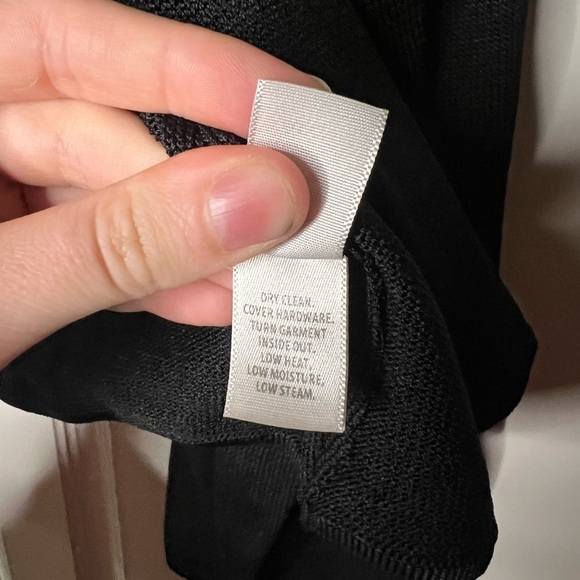 DRY CLEAN.
COVER HARDWARE.
TURN GARMENT
INSIDE OUT.
LOW HEAT,
LOW MOISTURE,
LOW STEAM.